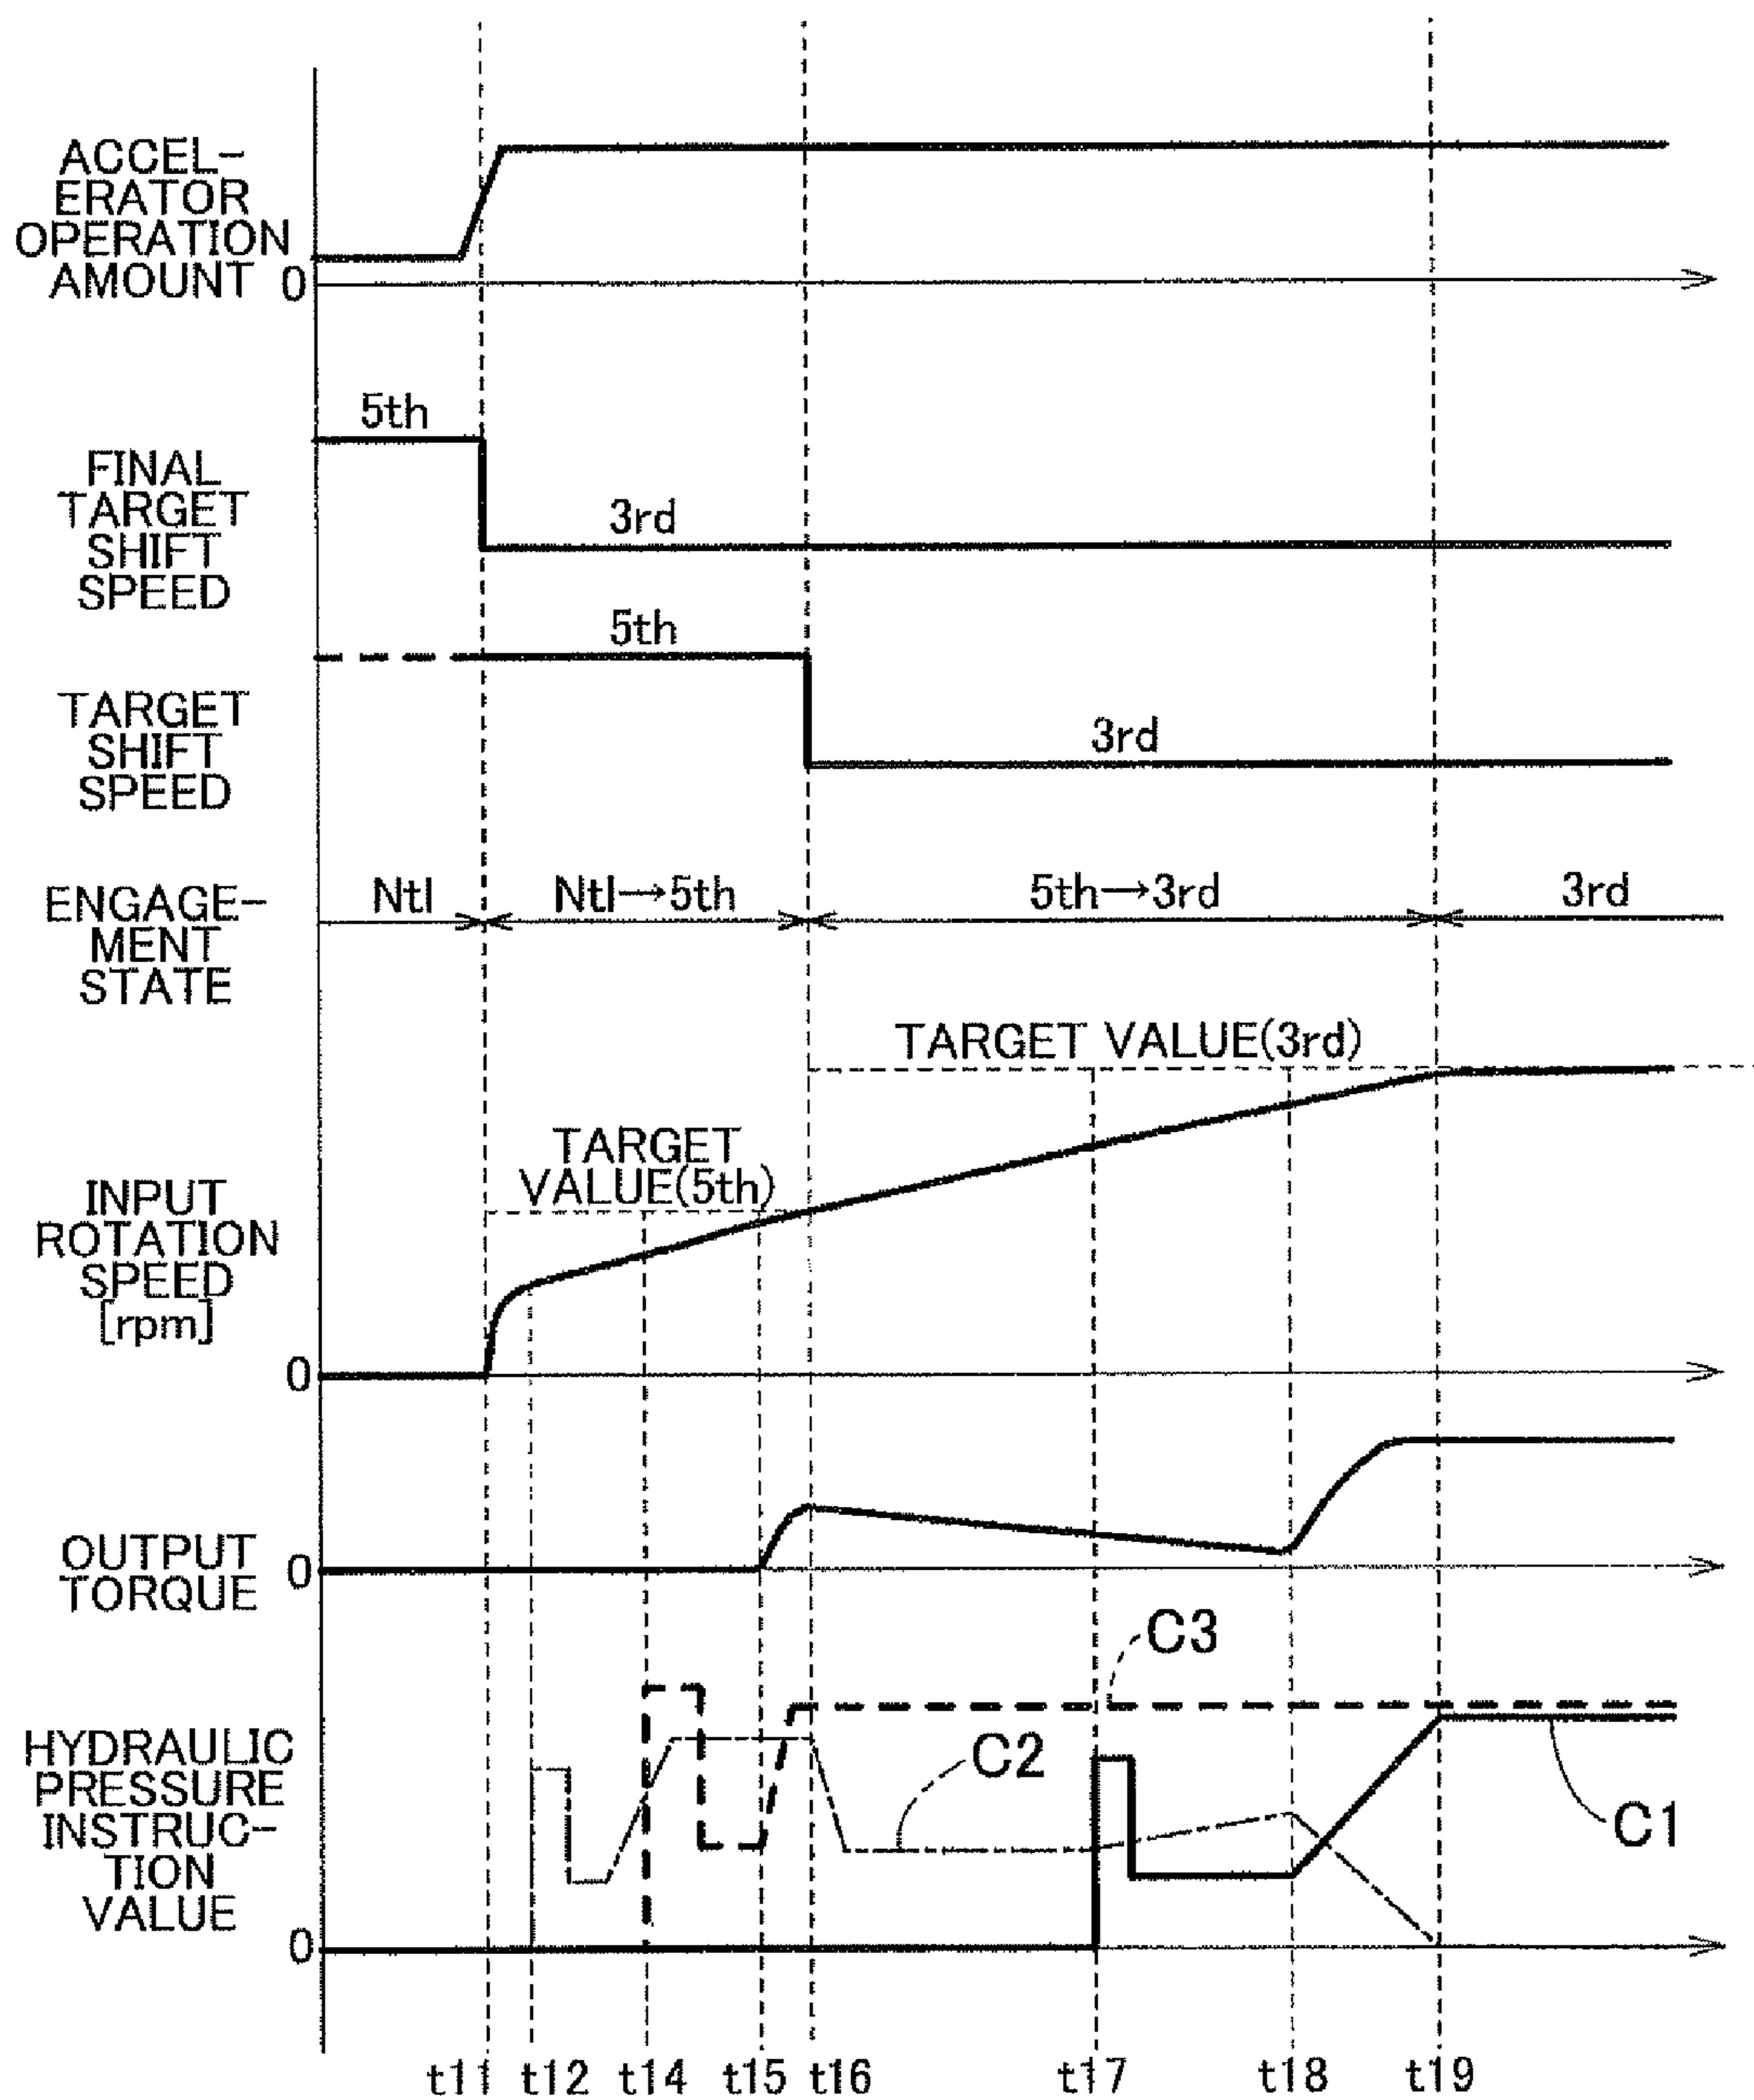 ACCEL-
ERATOR
OPERATION
AMOUNT
0
5th
FINAL
TARGET
SHIFT
SPEED
3rd
5th
TARGET
SHIFT
SPEED
3rd
ENGAGE-
MENT
STATE
Ntl
Ntl→5th
5th→3rd
3rd
TARGET VALUE(3rd)
TARGET
VALUE(5th)
INPUT
ROTATION
SPEED
[rpm]
0
OUTPUT
TORQUE
0
C3
HYDRAULIC
PRESSURE
INSTRUC-
TION
VALUE
C2
C1
0
t11 t12 t14 t15 t16 t17 t18 t19